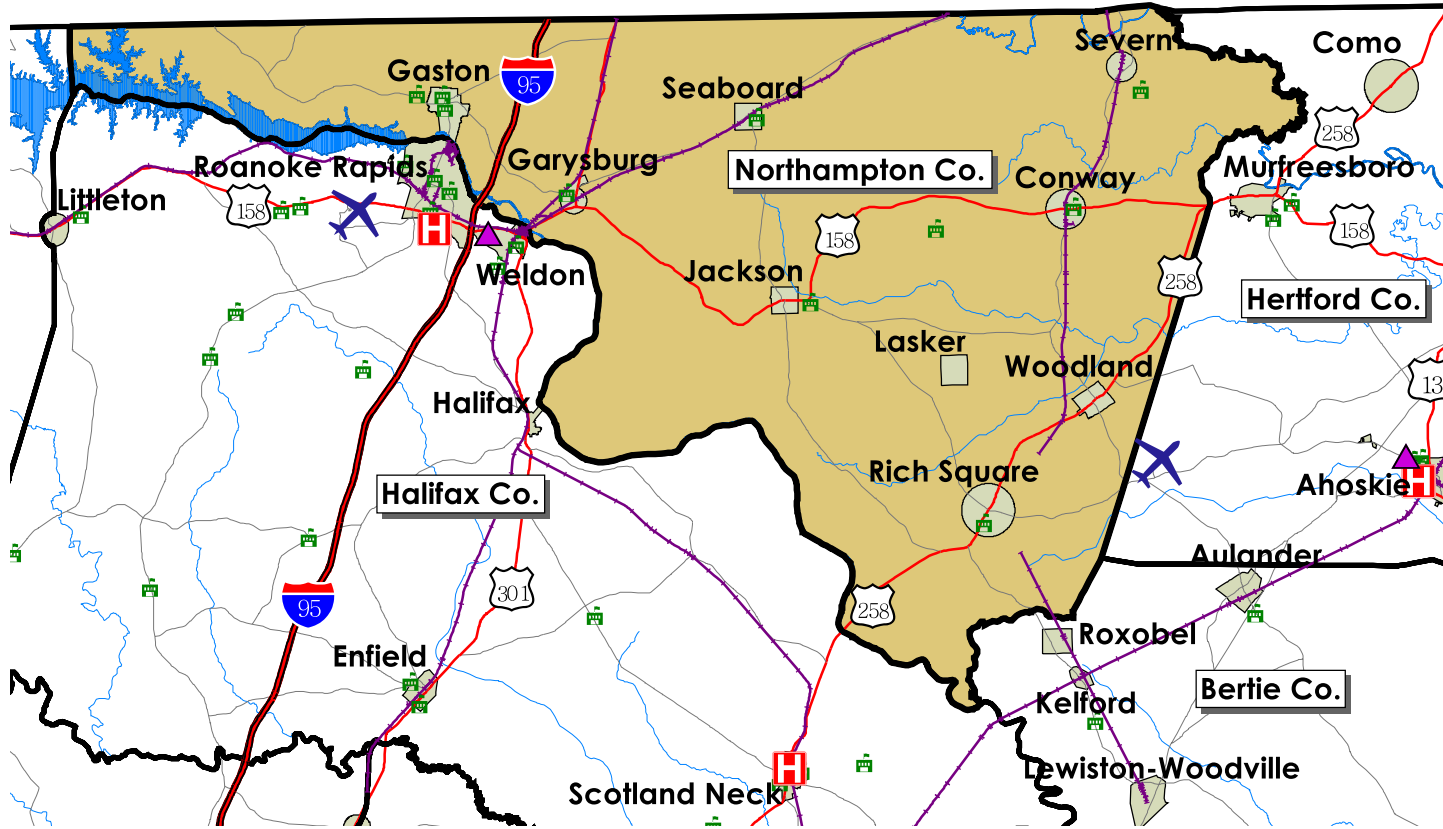 Severn
Como
Gaston
95
Seaboard
258
Roanoke Rapids
Garysburg
Northampton Co.
Conway
Murfreesboro
Littleton
158
158
158
H
Weldon
Jackson
258
Hertford Co.
Lasker
Woodland
13
Halifax
Rich Square
Halifax Co.
Ahoskie
H
Aulander
301
95
258
Roxobel
Enfield
Bertie Co.
Kelford
H
Lewiston-Woodville
Scotland Neck